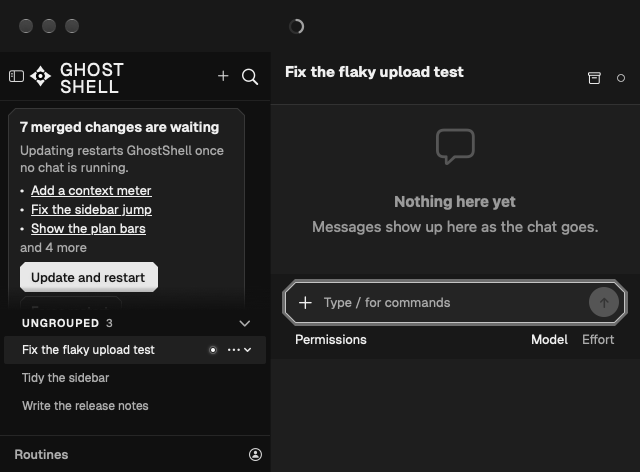 GHOST
SHELL
7 merged changes are waiting
Updating restarts GhostShell once
no chat is running.
• Add a context meter
• Fix the sidebar jump
• Show the plan bars
and 4 more
Update and restart
UNGROUPED 3
Fix the flaky upload test
Tidy the sidebar
Write the release notes
Routines
Fix the flaky upload test
Nothing here yet
Messages show up here as the chat goes.
Type / for commands
Permissions
Model Effort